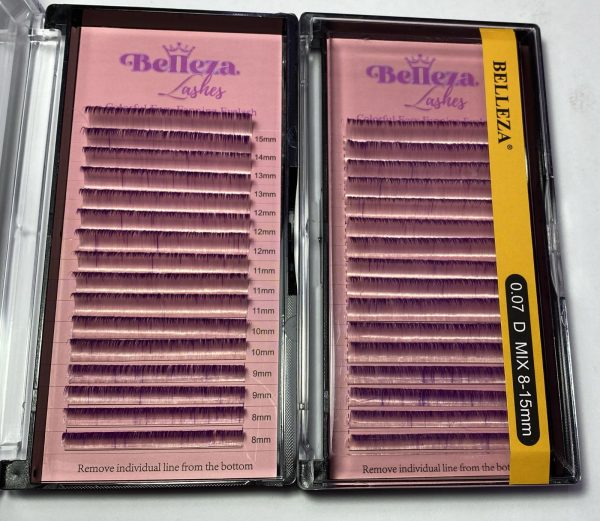 Belleza.
Lashes
15mm
14mm
13mm
13mm
12mm
12mm
12mm
11mm
11mm
11mm
10mm
10mm
9mm
9mm
8mm
8mm
Remove individual line from the bottom
Belleza.
Lashes
Remove individual line from the bott
BELLEZA®
0.07 D MIX 8-15mm